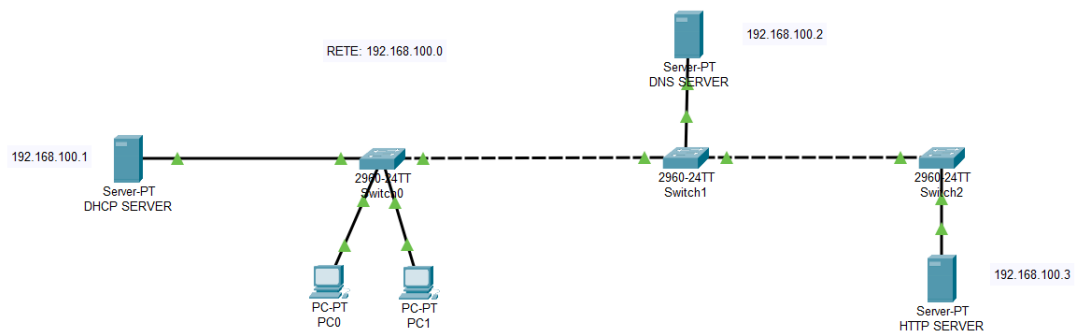 192.168.100.2
RETE: 192.168.100.0
Server-PT
DNS SERVER
192.168.100.1
Server-PT
DHCP SERVER
2960-24TT
Switch0
2960-24TT
Switch1
2960-24TT
Switch2
PC-PT
PC0
PC-PT
PC1
192.168.100.3
Server-PT
HTTP SERVER